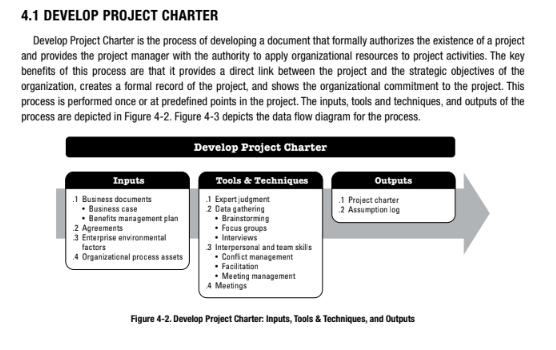 4.1 DEVELOP PROJECT CHARTER
Develop Project Charter is the process of developing a document that formally authorizes the existence of a project
and provides the project manager with the authority to apply organizational resources to project activities. The key
benefits of this process are that it provides a direct link between the project and the strategic objectives of the
organization, creates a formal record of the project, and shows the organizational commitment to the project. This
process is performed once or at predefined points in the project. The inputs, tools and techniques, and outputs of the
process are depicted in Figure 4-2. Figure 4-3 depicts the data flow diagram for the process.
Develop Project Charter
Inputs
.1 Business documents
• Business case
• Benefits management plan
.2 Agreements
.3 Enterprise environmental
factors
.4 Organizational process assets
Tools & Techniques
.1 Expert judgment
.2 Data gathering
• Brainstorming
• Focus groups
• Interviews
.3 Interpersonal and team skills
• Conflict management
• Facilitation
• Meeting management
.4 Meetings
Outputs
.1 Project charter
.2 Assumption log
Figure 4-2. Develop Project Charter: Inputs, Tools & Techniques, and Outputs